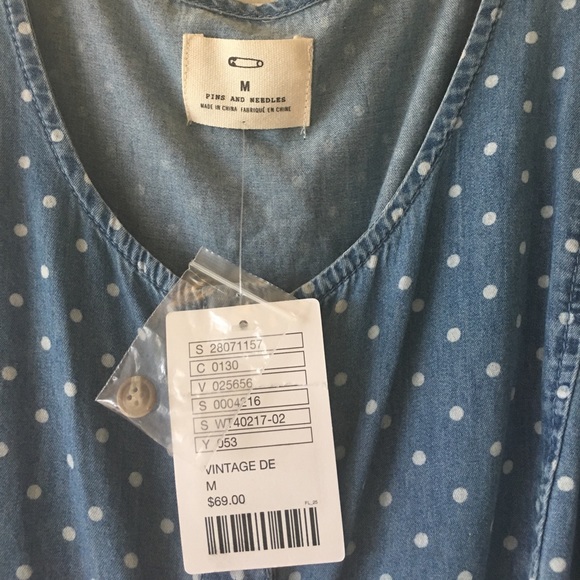 M
PINS AND NEEDLES
MADE IN CHINA FABRIQUÉ EN CHINE
S 28071157
C 0130
V 025656
S 0004216
S WT40217-02
Y 053
VINTAGE DE
M
$69.00